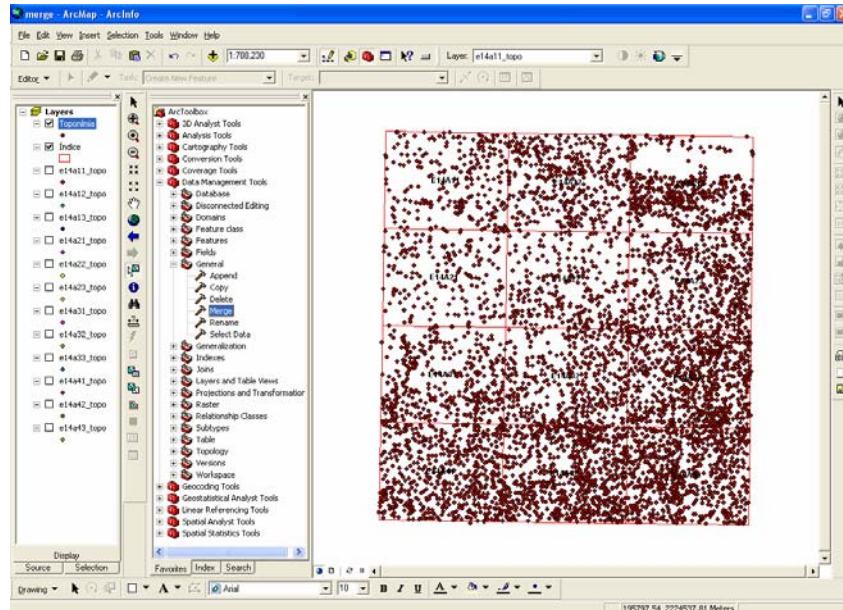 merge - ArcMap - ArcInfo
File Edit View Insert Selection Tools Window Help
1:700,230
Layer: e14a11_topo
Editor
Task: Create New Feature
Target:
Layers
Toponímia
Índice
e14a11_topo
e14a12_topo
e14a13_topo
e14a21_topo
e14a22_topo
e14a23_topo
e14a31_topo
e14a32_topo
e14a33_topo
e14a41_topo
e14a42_topo
e14a43_topo
Display
Source Selection
ArcToolbox
3D Analyst Tools
Analysis Tools
Cartography Tools
Conversion Tools
Coverage Tools
Data Management Tools
Database
Disconnected Editing
Domains
Feature class
Features
Fields
General
Append
Copy
Delete
Merge
Rename
Select Data
Generalization
Indexes
Joins
Layers and Table Views
Projections and Transformation
Raster
Relationship Classes
Subtypes
Table
Topology
Versions
Workspace
Geocoding Tools
Geostatistical Analyst Tools
Linear Referencing Tools
Spatial Analyst Tools
Spatial Statistics Tools
Favorites Index Search
E14A11
E14A21
Drawing
A
Arial
10
B I U A
195797.54 2224537.81 Meters